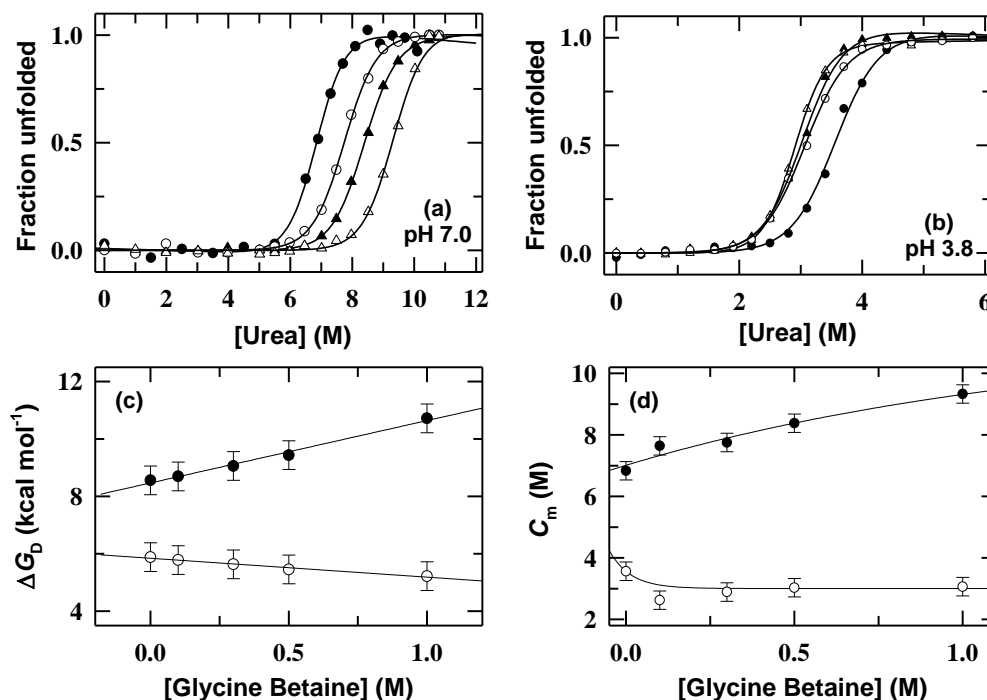 1.0
0.5
0.0
Fraction unfolded
(a)
pH 7.0
0 2 4 6 8 10 12
[Urea] (M)
1.0
0.5
0.0
Fraction unfolded
(b)
pH 3.8
0 2 4 6
[Urea] (M)
(c)
12
8
4
ΔG_D (kcal mol⁻¹)
0.0 0.5 1.0
[Glycine Betaine] (M)
(d)
10
8
6
4
2
C_m (M)
0.0 0.5 1.0
[Glycine Betaine] (M)